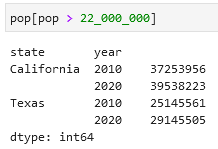 pop[pop > 22_000_000]
state       year
California  2010    37253956
            2020    39538223
Texas       2010    25145561
            2020    29145505
dtype: int64